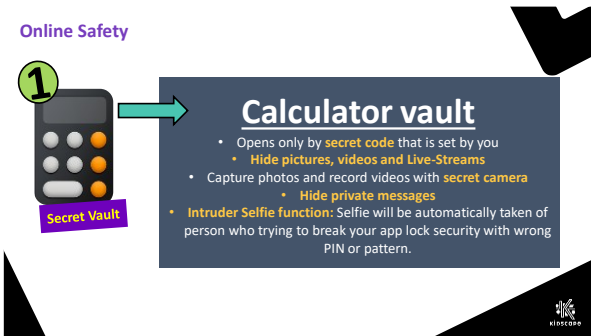 Online Safety
1
Calculator vault
• Opens only by secret code that is set by you
• Hide pictures, videos and Live-Streams
• Capture photos and record videos with secret camera
• Hide private messages
• Intruder Selfie function: Selfie will be automatically taken of
person who trying to break your app lock security with wrong
PIN or pattern.
Secret Vault
KIDSCAPE